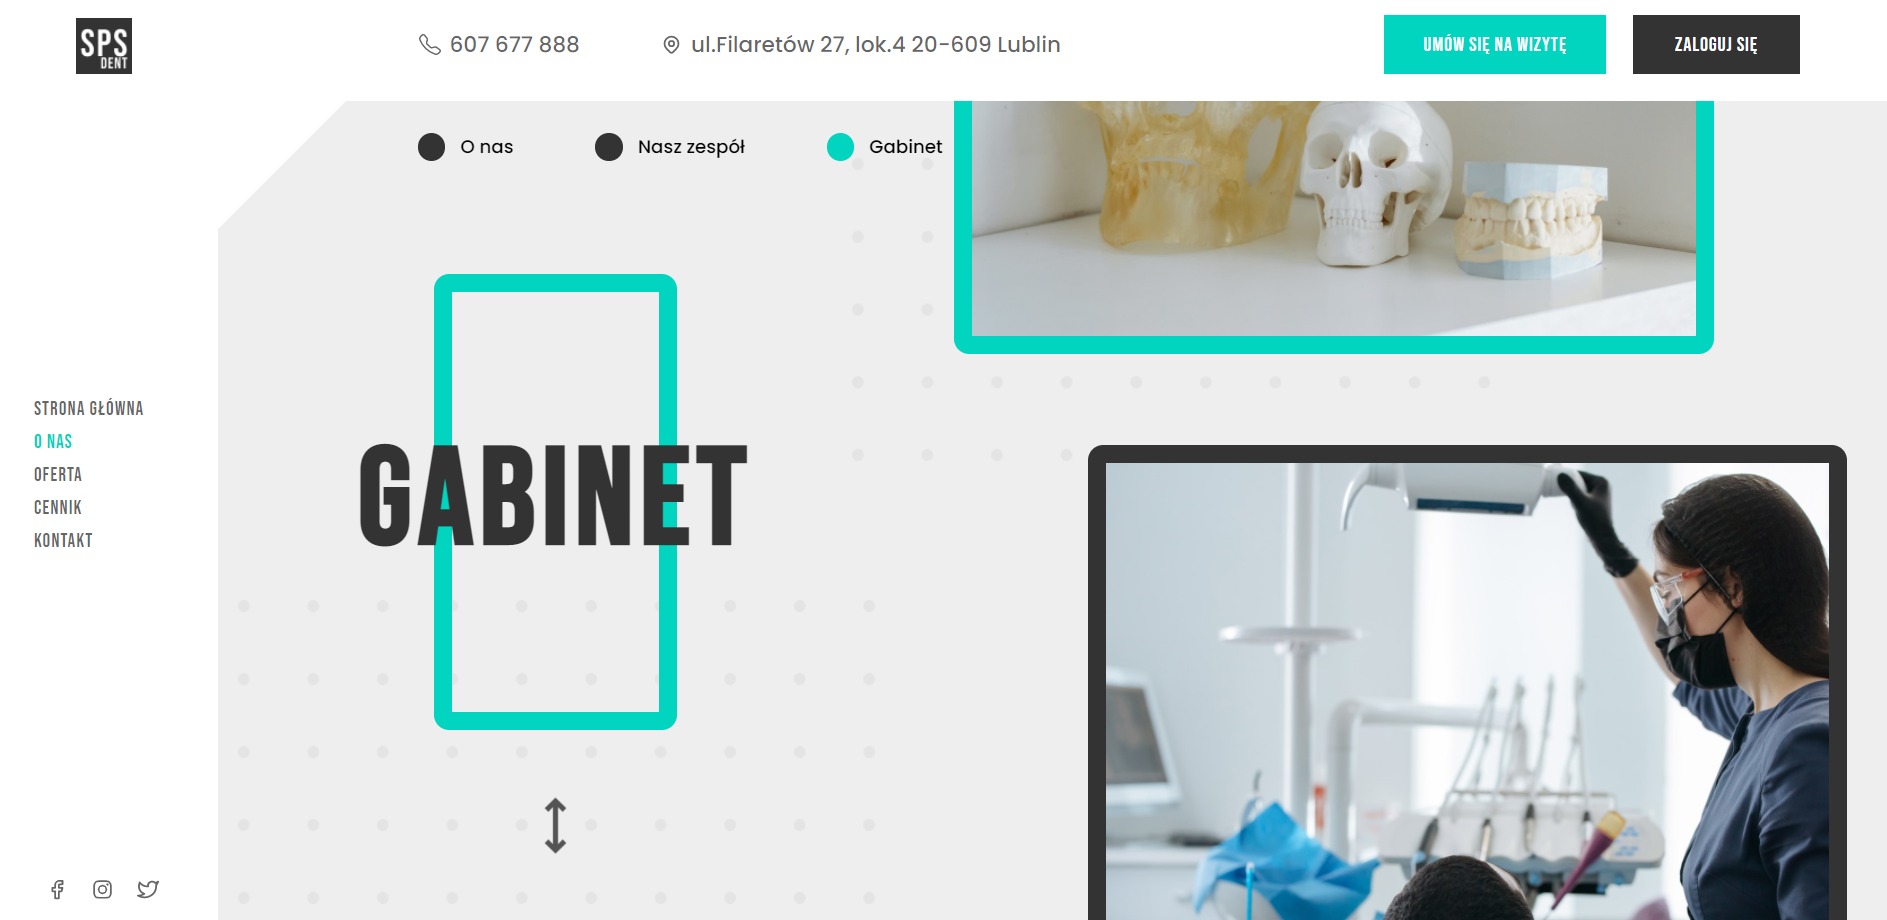 SPS
DENT
607 677 888
ul.Filaretów 27, lok.4 20-609 Lublin
UMÓW SIĘ NA WIZYTĘ
ZALOGUJ SIĘ
O nas
Nasz zespół
Gabinet
STRONA GŁÓWNA
O NAS
OFERTA
CENNIK
KONTAKT
GABINET